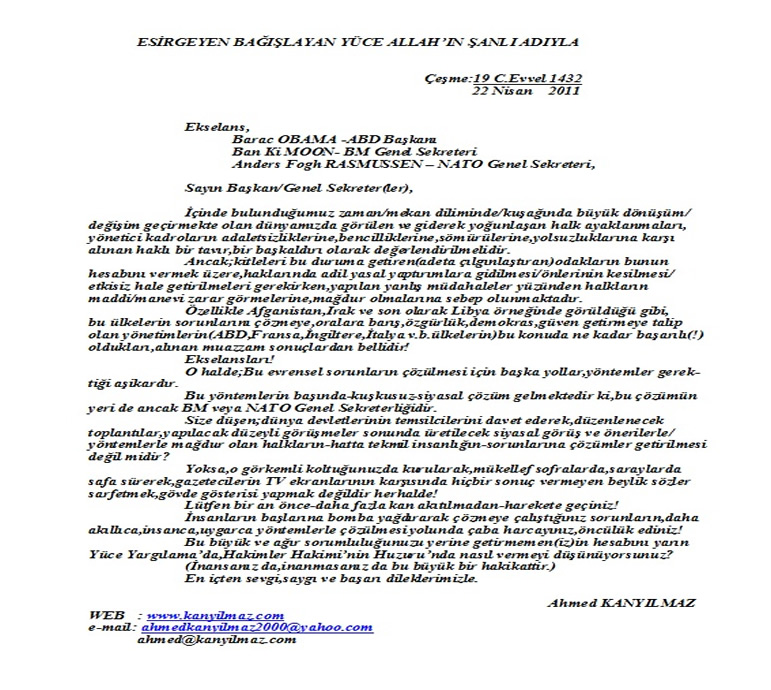 ESİRGEYEN BAĞIŞLAYAN YÜCE ALLAH'IN ŞANLI ADIYLA
Çeşme:19 C.Evvel 1432
22 Nisan 2011
Ekselans,
Barac OBAMA -ABD Başkanı
Ban Ki MOON- BM Genel Sekreteri
Anders Fogh RASMUSSEN – NATO Genel Sekreteri,
Sayın Başkan/Genel Sekreter(ler),
İçinde bulunduğumuz zaman/mekan diliminde/kuşağında büyük dönüşüm/
değişim geçirmekte olan dünyamızda görülen ve giderek yoğunlaşan halk ayaklanmaları,
yönetici kadroların adaletsizliklerine,bencilliklerine,sömürülerine,yolsuzluklarına karşı
alınan haklı bir tavır,bir başkaldırı olarak değerlendirilmelidir.
Ancak;kitleleri bu duruma getiren(adeta çılgınlaştıran)odakların bunun
hesabını vermek üzere,haklarında adil yasal yaptırımlara gidilmesi/önlerinin kesilmesi/
etkisiz hale getirilmeleri gerekirken,yapılan yanlış müdahaleler yüzünden halkların
maddi/manevi zarar görmelerine,mağdur olmalarına sebep olunmaktadır.
Özellikle Afganistan,Irak ve son olarak Libya örneğinde görüldüğü gibi,
bu ülkelerin sorunlarını çözmeye,oralara barış,özgürlük,demokras,güven getirmeye talip
olan yönetimlerin(ABD,Fransa,İngiltere,İtalya v.b.ülkelerin)bu konuda ne kadar başarılı(!)
oldukları,alınan muazzam sonuçlardan bellidir!
Ekselansları!
O halde;Bu evrensel sorunların çözülmesi için başka yollar,yöntemler gerek-
tiği aşikardır.
Bu yöntemlerin başında-kuşkusuz-siyasal çözüm gelmektedir ki,bu çözümün
yeri de ancak BM veya NATO Genel Sekreterliğidir.
Size düşen;dünya devletlerinin temsilcilerini davet ederek,düzenlenecek
toplantılar,yapılacak düzeyli görüşmeler sonunda üretilecek siyasal görüş ve önerilerle/
yöntemlerle mağdur olan halkların-hatta tekmil insanlığın-sorunlarına çözümler getirilmesi
değil midir?
Yoksa,o görkemli koltuğunuzda kurularak,mükellef sofralarda,saraylarda
safa sürerek,gazetecilerin TV ekranlarının karşısında hiçbir sonuç vermeyen beylik sözler
sarfetmek,gövde gösterisi yapmak değildir herhalde!
Lütfen bir an önce-daha fazla kan akıtılmadan-harekete geçiniz!
İnsanların başlarına bomba yağdırarak çözmeye çalıştığınız sorunların,daha
akıllıca,insanca,uygarca yöntemlerle çözülmesi yolunda çaba harcayınız,öncülük ediniz!
Bu büyük ve ağır sorumluluğunuzu yerine getirmemen(iz)in hesabını yarın
Yüce Yargılama'da,Hakimler Hakimi'nin Huzuru'nda nasıl vermeyi düşünüyorsunuz?
(İnansanız da,inanmasanız da bu büyük bir hakikattir.)
En içten sevgi,saygı ve başarı dileklerimizle.
Ahmed KANYILMAZ
WEB : www.kanyilmaz.com
e-mail: ahmedkanyilmaz2000@yahoo.com
ahmed@kanyilmaz.com